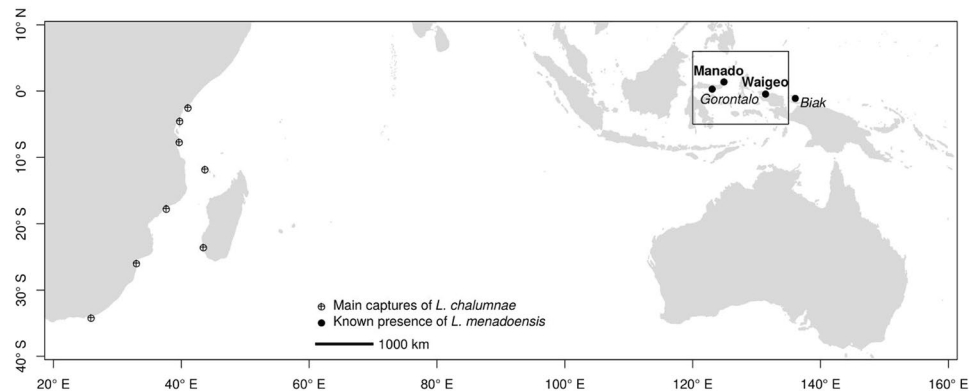 10° N
0°
10° S
20° S
30° S
40° S
Manado
Waigeo
Gorontalo
Biak
Main captures of L. chalumnae
Known presence of L. menadoensis
1000 km
20° E
40° E
60° E
80° E
100° E
120° E
140° E
160° E